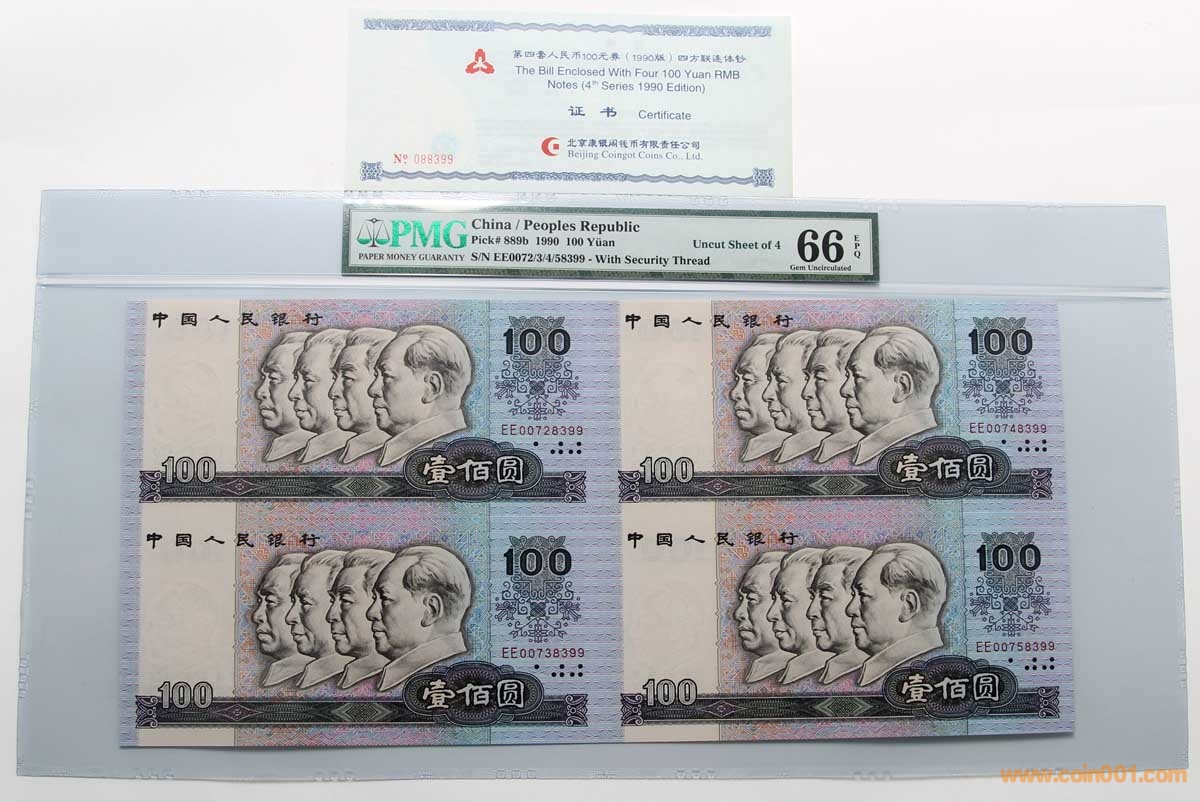 第四套人民币100元券（1990版）四方联连体钞
The Bill Enclosed With Four 100 Yuan RMB
Notes (4th Series 1990 Edition)
证书 Certificate
北京康银阁钱币有限责任公司
Beijing Coingot Coins Co., Ltd.
Nº 088399
PMG
PAPER MONEY GUARANTY
China / Peoples Republic
Pick# 889b 1990 100 Yüan
S/N EE0072/3/4/58399 - With Security Thread
Uncut Sheet of 4
66 EPQ
Gem Uncirculated
中国人民银行
100
EE00728399
100
壹佰圆
中国人民银行
100
EE00748399
100
壹佰圆
中国人民银行
100
EE00738399
100
壹佰圆
中国人民银行
100
EE00758399
100
壹佰圆
www.coin001.com